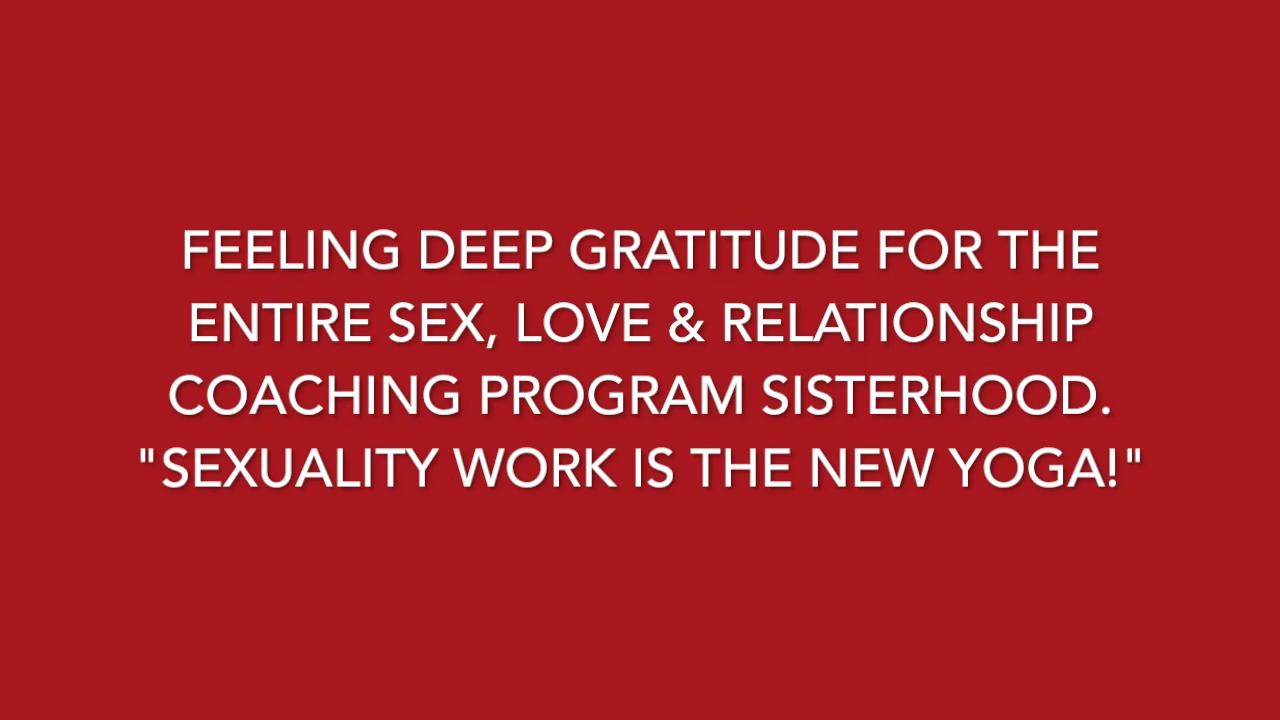 FEELING DEEP GRATITUDE FOR THE
ENTIRE SEX, LOVE & RELATIONSHIP
COACHING PROGRAM SISTERHOOD.
"SEXUALITY WORK IS THE NEW YOGA!"